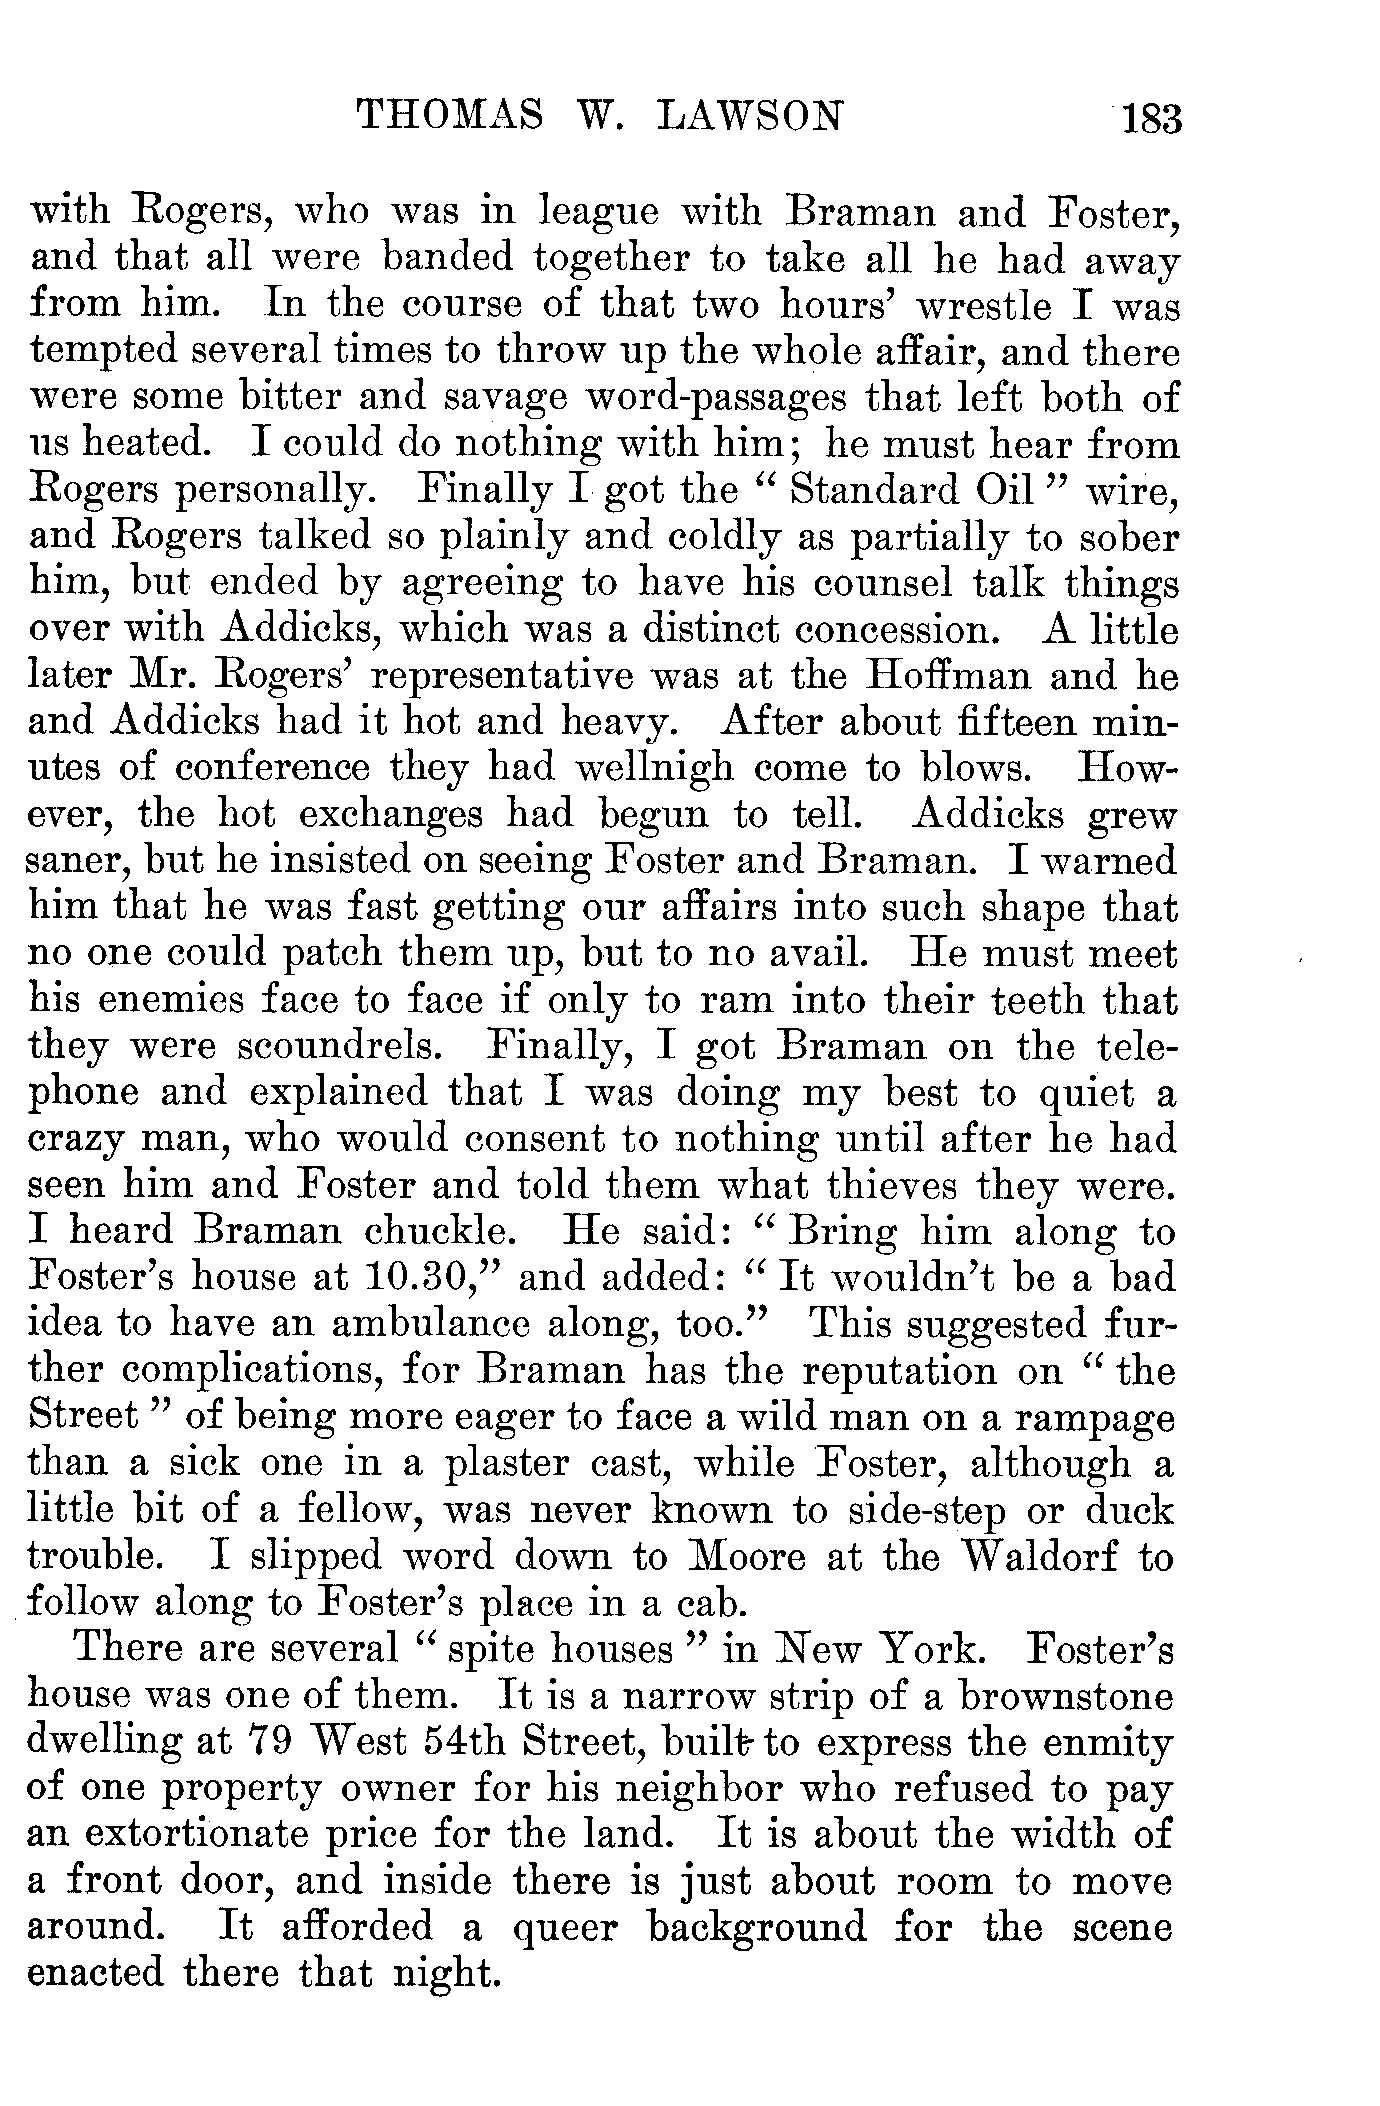 THOMAS W. LAWSON 183
with Rogers, who was in league with Braman and Foster,
and that all were banded together to take all he had away
from him. In the course of that two hours’ wrestle I was
tempted several times to throw up the whole affair, and there
were some bitter and savage word-passages that left both of
us heated. I could do nothing with him; he must hear from
Rogers personally. Finally I got the “ Standard Oil ” wire,
and Rogers talked so plainly and coldly as partially to sober
him, but ended by agreeing to have his counsel talk things
over with Addicks, which was a distinct concession. A little
later Mr. Rogers’ representative was at the Hoffman and he
and Addicks had it hot and heavy. After about fifteen min-
utes of conference they had wellnigh come to blows. How-
ever, the hot exchanges had begun to tell. Addicks grew
saner, but he insisted on seeing Foster and Braman. I warned
him that he was fast getting our affairs into such shape that
no one could patch them up, but to no avail. He must meet
his enemies face to face if only to ram into their teeth that
they were scoundrels. Finally, I got Braman on the tele-
phone and explained that I was doing my best to quiet a
crazy man, who would consent to nothing until after he had
seen him and Foster and told them what thieves they were.
I heard Braman chuckle. He said: “ Bring him along to
Foster’s house at 10.30,” and added: “ It wouldn’t be a bad
idea to have an ambulance along, too.” This suggested fur-
ther complications, for Braman has the reputation on “ the
Street ” of being more eager to face a wild man on a rampage
than a sick one in a plaster cast, while Foster, although a
little bit of a fellow, was never known to side-step or duck
trouble. I slipped word down to Moore at the Waldorf to
follow along to Foster’s place in a cab.
There are several “ spite houses ” in New York. Foster’s
house was one of them. It is a narrow strip of a brownstone
dwelling at 79 West 54th Street, built to express the enmity
of one property owner for his neighbor who refused to pay
an extortionate price for the land. It is about the width of
a front door, and inside there is just about room to move
around. It afforded a queer background for the scene
enacted there that night.